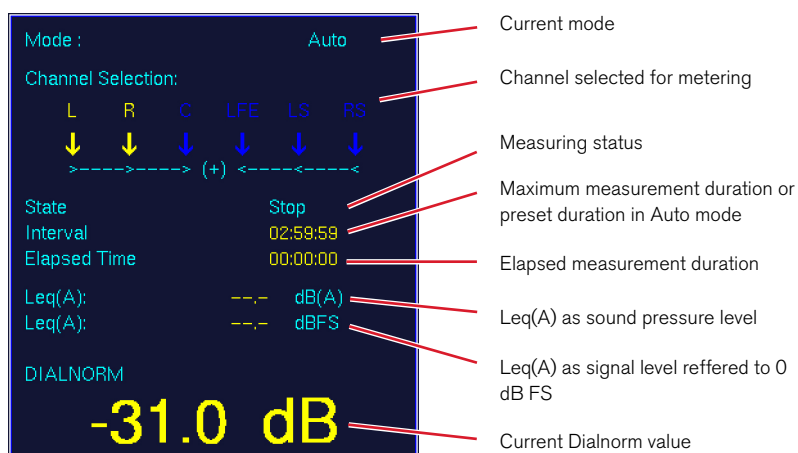 Mode : Auto
Current mode
Channel Selection:
Channel selected for metering
L R C LFE LS RS
>---->----> (+) <----<----<
Measuring status
State Stop
Maximum measurement duration or
preset duration in Auto mode
Interval 02:59:59
Elapsed Time 00:00:00
Elapsed measurement duration
Leq(A): --.- dB(A)
Leq(A) as sound pressure level
Leq(A): --.- dBFS
Leq(A) as signal level reffered to 0
dB FS
DIALNORM
-31.0 dB
Current Dialnorm value